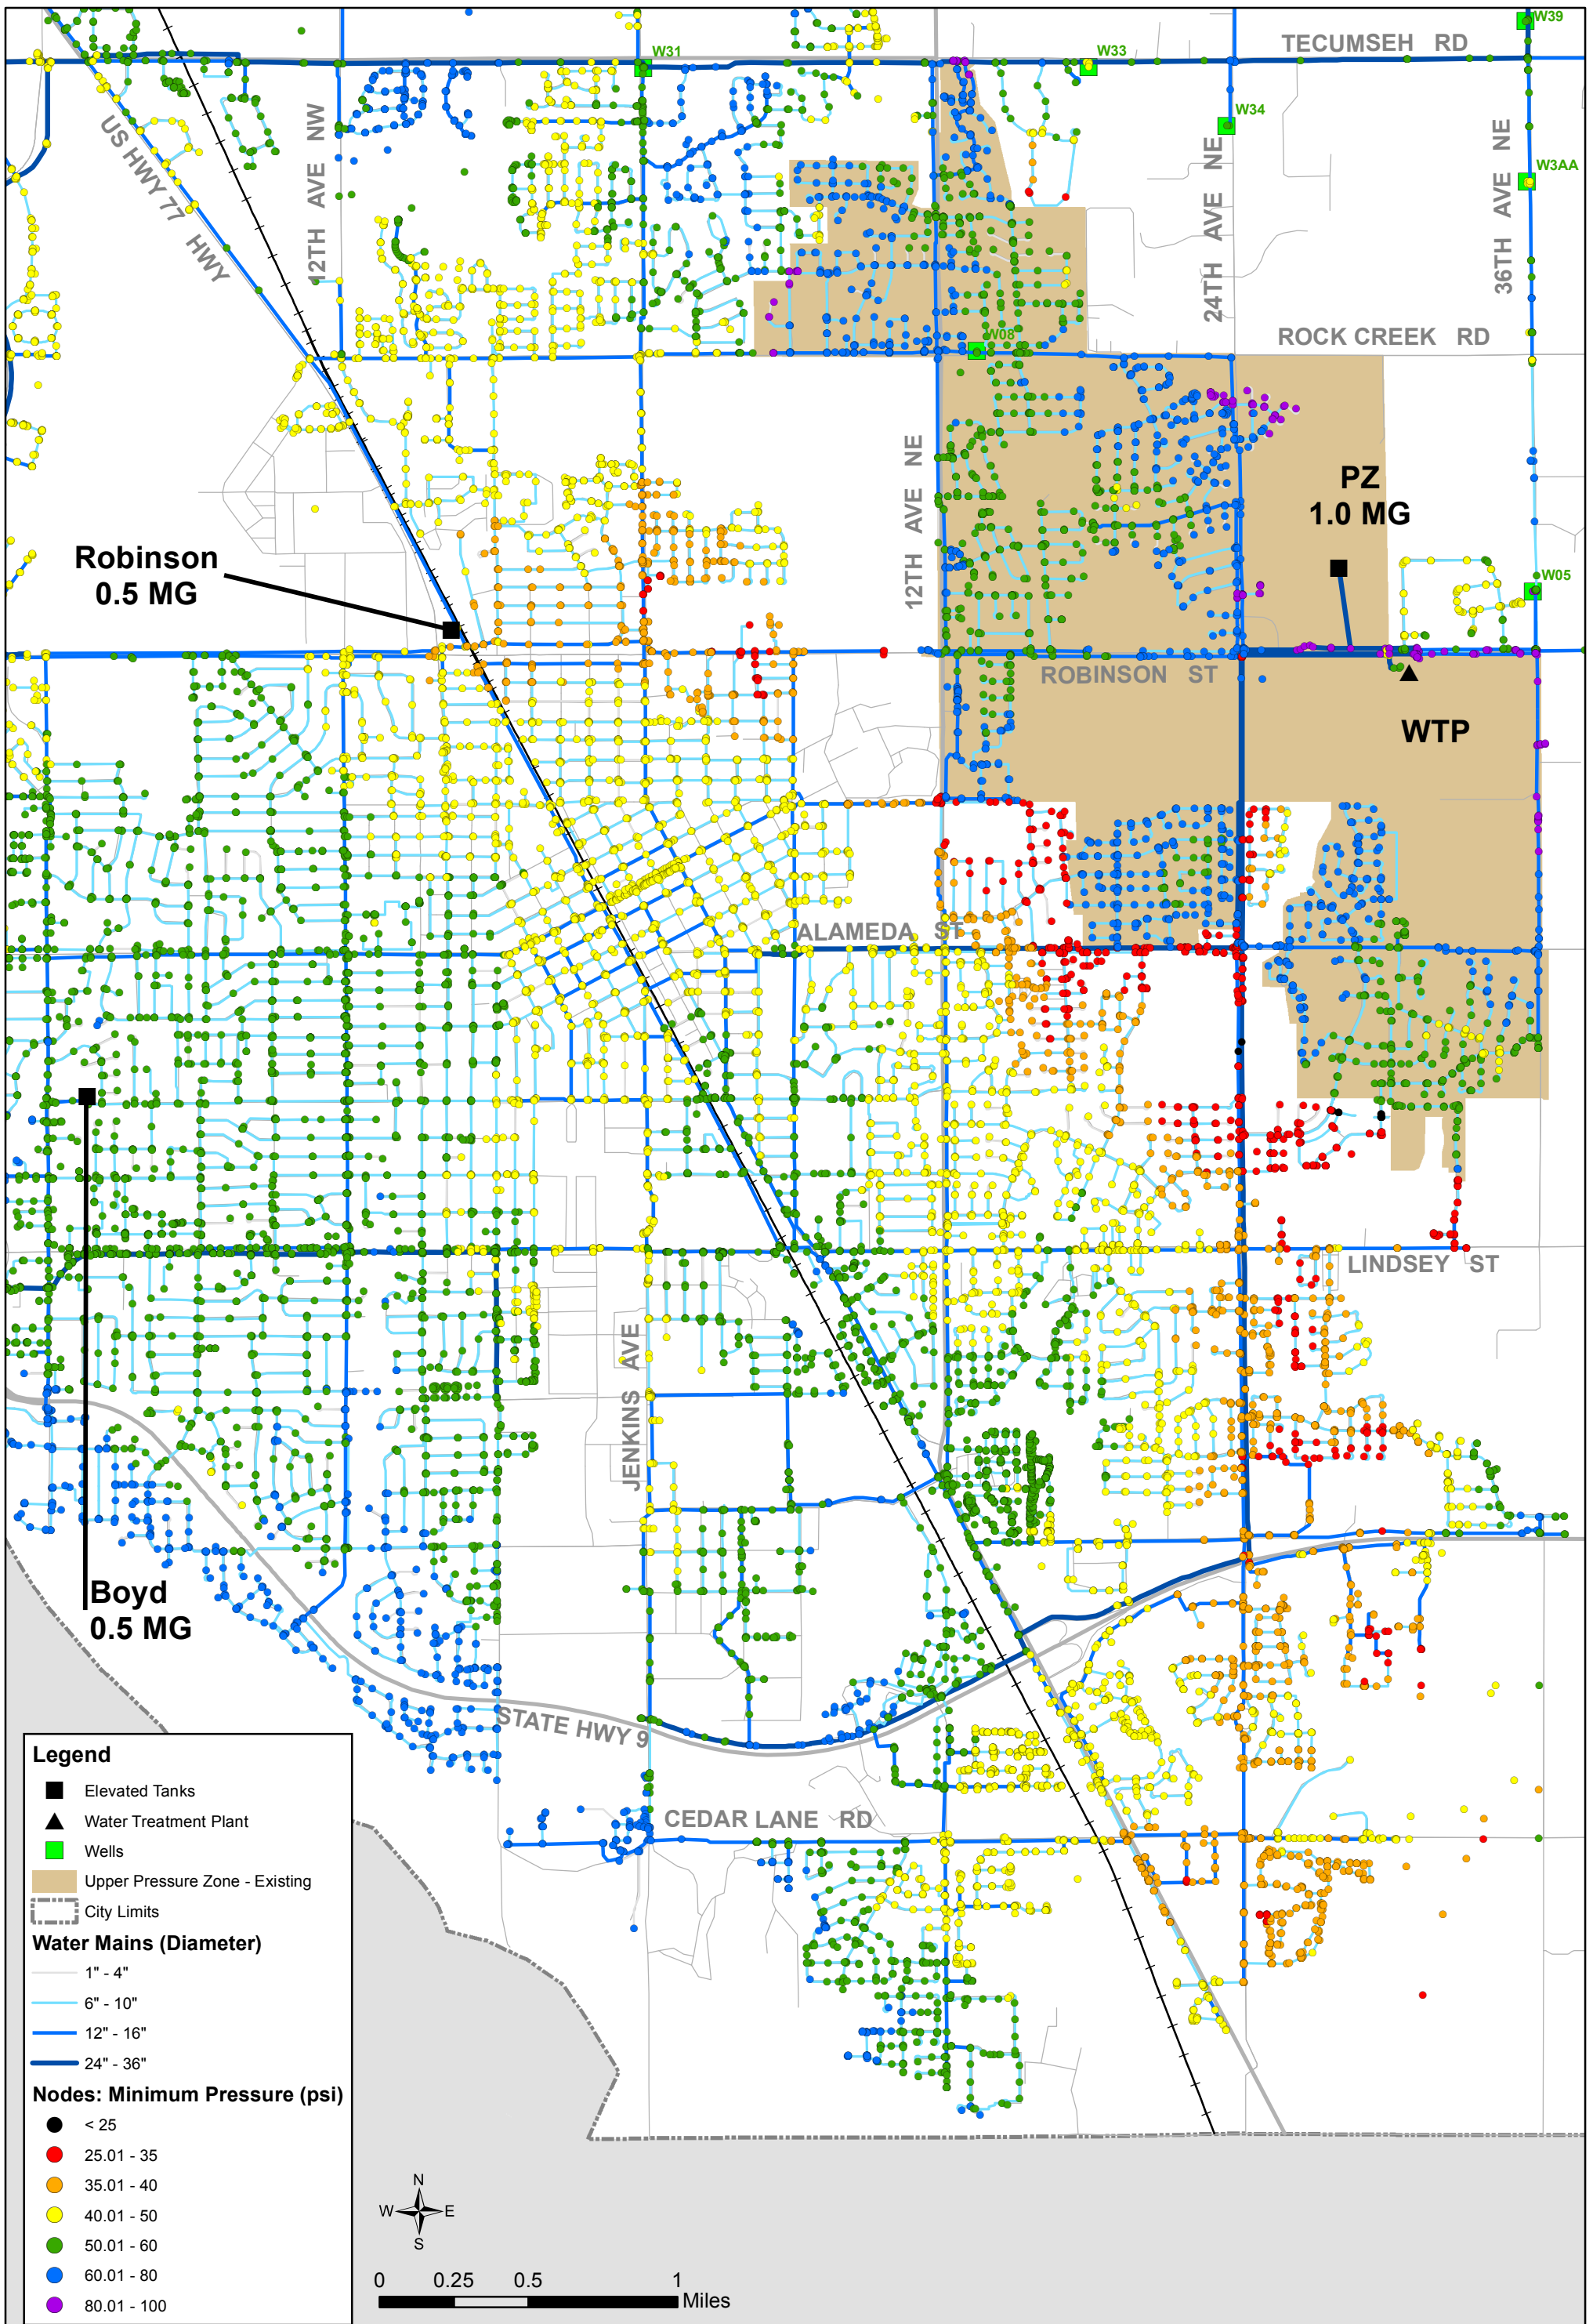 W39
W31
W33
TECUMSEH RD
W34
US HWY 77 HWY
12TH AVE NW
24TH AVE NE
36TH AVE NE
W3AA
W08
ROCK CREEK RD
12TH AVE NE
PZ
1.0 MG
Robinson
0.5 MG
W05
ROBINSON ST
WTP
ALAMEDA ST
LINDSEY ST
JENKINS AVE
Boyd
0.5 MG
STATE HWY 9
CEDAR LANE RD
Legend
Elevated Tanks
Water Treatment Plant
Wells
Upper Pressure Zone - Existing
City Limits
Water Mains (Diameter)
1" - 4"
6" - 10"
12" - 16"
24" - 36"
Nodes: Minimum Pressure (psi)
< 25
25.01 - 35
35.01 - 40
40.01 - 50
50.01 - 60
60.01 - 80
80.01 - 100
N
W E
S
0 0.25 0.5 1
Miles